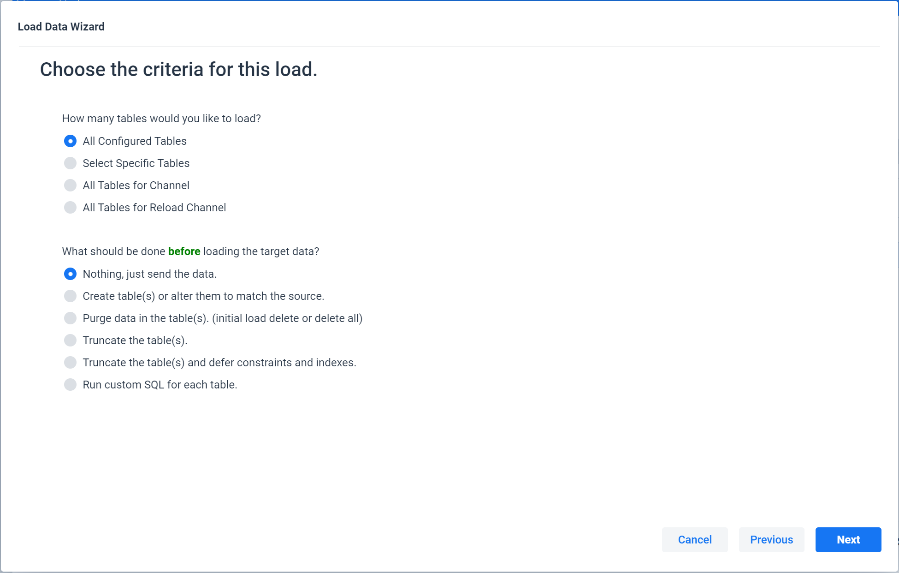 Load Data Wizard
Choose the criteria for this load.
How many tables would you like to load?
All Configured Tables
Select Specific Tables
All Tables for Channel
All Tables for Reload Channel
What should be done before loading the target data?
Nothing, just send the data.
Create table(s) or alter them to match the source.
Purge data in the table(s). (initial load delete or delete all)
Truncate the table(s).
Truncate the table(s) and defer constraints and indexes.
Run custom SQL for each table.
Cancel Previous Next